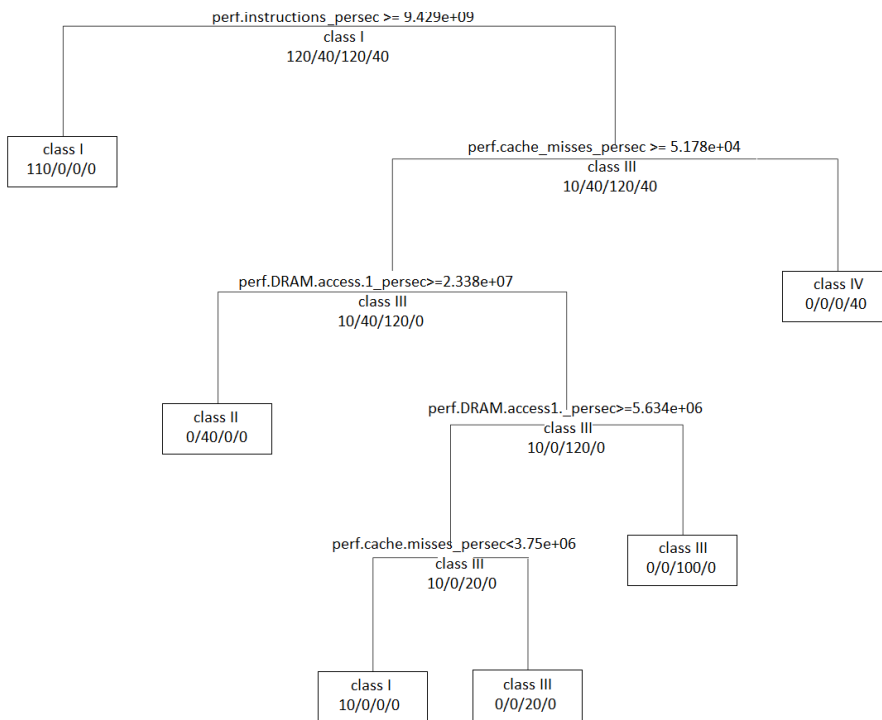 perf.instructions_persec >= 9.429e+09
class I
120/40/120/40
class I
110/0/0/0
perf.cache_misses_persec >= 5.178e+04
class III
10/40/120/40
perf.DRAM.access.1_persec>=2.338e+07
class III
10/40/120/0
class IV
0/0/0/40
class II
0/40/0/0
perf.DRAM.access1._persec>=5.634e+06
class III
10/0/120/0
perf.cache.misses_persec<3.75e+06
class III
10/0/20/0
class III
0/0/100/0
class I
10/0/0/0
class III
0/0/20/0